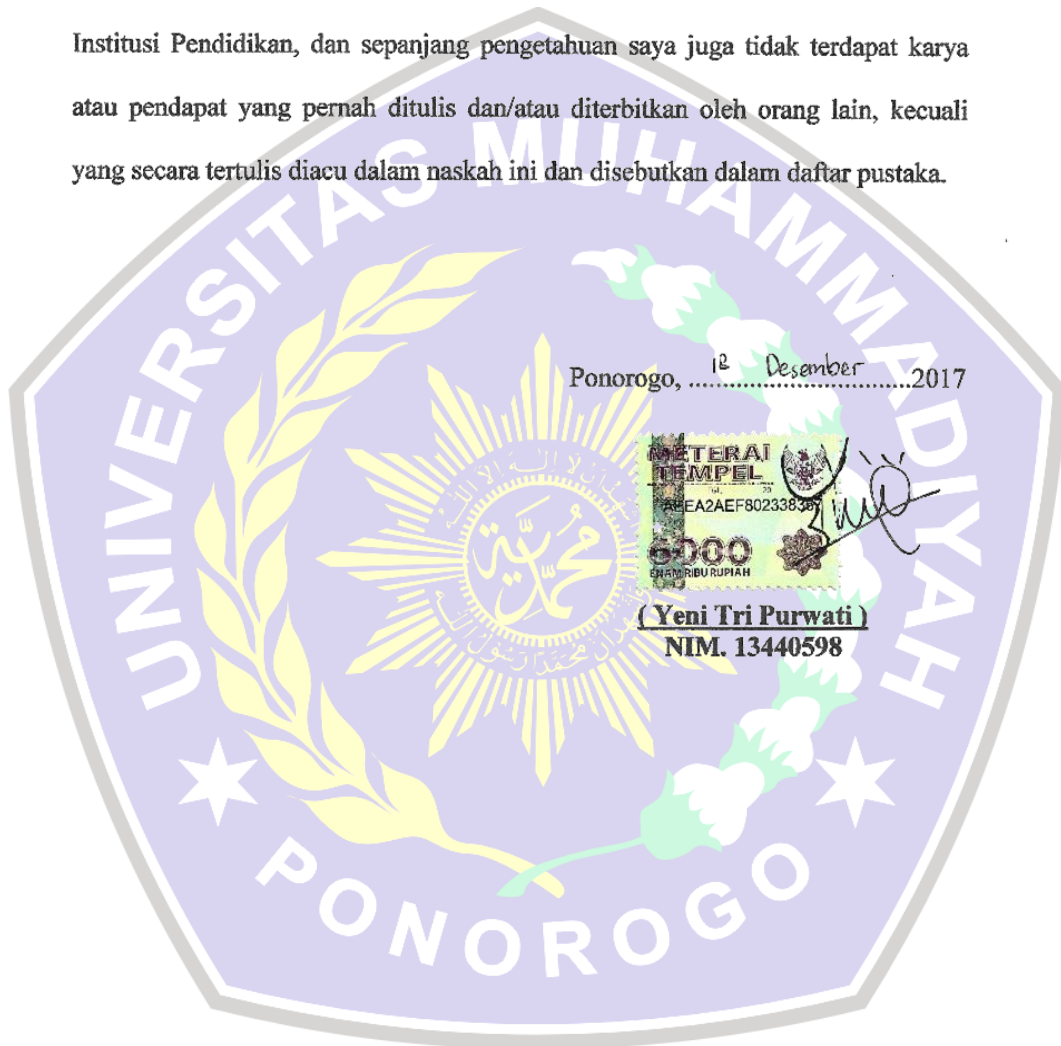 Institusi Pendidikan, dan sepanjang pengetahuan saya juga tidak terdapat karya
atau pendapat yang pernah ditulis dan/atau diterbitkan oleh orang lain, kecuali
yang secara tertulis diacu dalam naskah ini dan disebutkan dalam daftar pustaka.
UNIVERSITAS MUHAMMADIYAH
Ponorogo, ..... Desember ..........2017
METERAI
TEMPEL
6000
ENAM RIBU RUPIAH
( Yeni Tri Purwati )
NIM. 13440598
محمدية
PONOROGO